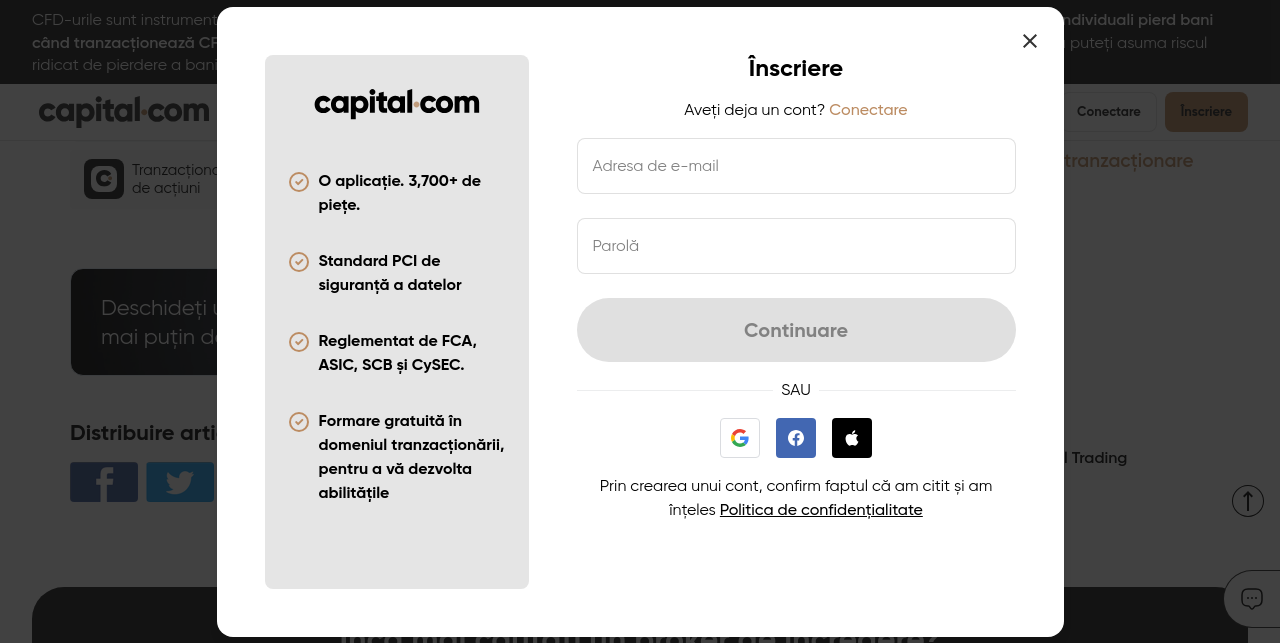 CFD-urile sunt instrument
ndividuali pierd bani
când tranzacționează CF
puteți asuma riscul
ridicat de pierdere a bani
capital.com
Conectare
Înscriere
Tranzacționa
de acțiuni
tranzacționare
Deschideți u
mai puțin de
Distribuire artic
l Trading
capital.com
O aplicație. 3,700+ de
piețe.
Standard PCI de
siguranță a datelor
Reglementat de FCA,
ASIC, SCB și CySEC.
Formare gratuită în
domeniul tranzacționării,
pentru a vă dezvolta
abilitățile
Înscriere
Aveți deja un cont? Conectare
Adresa de e-mail
Parolă
Continuare
SAU
Prin crearea unui cont, confirm faptul că am citit și am
înțeles Politica de confidențialitate